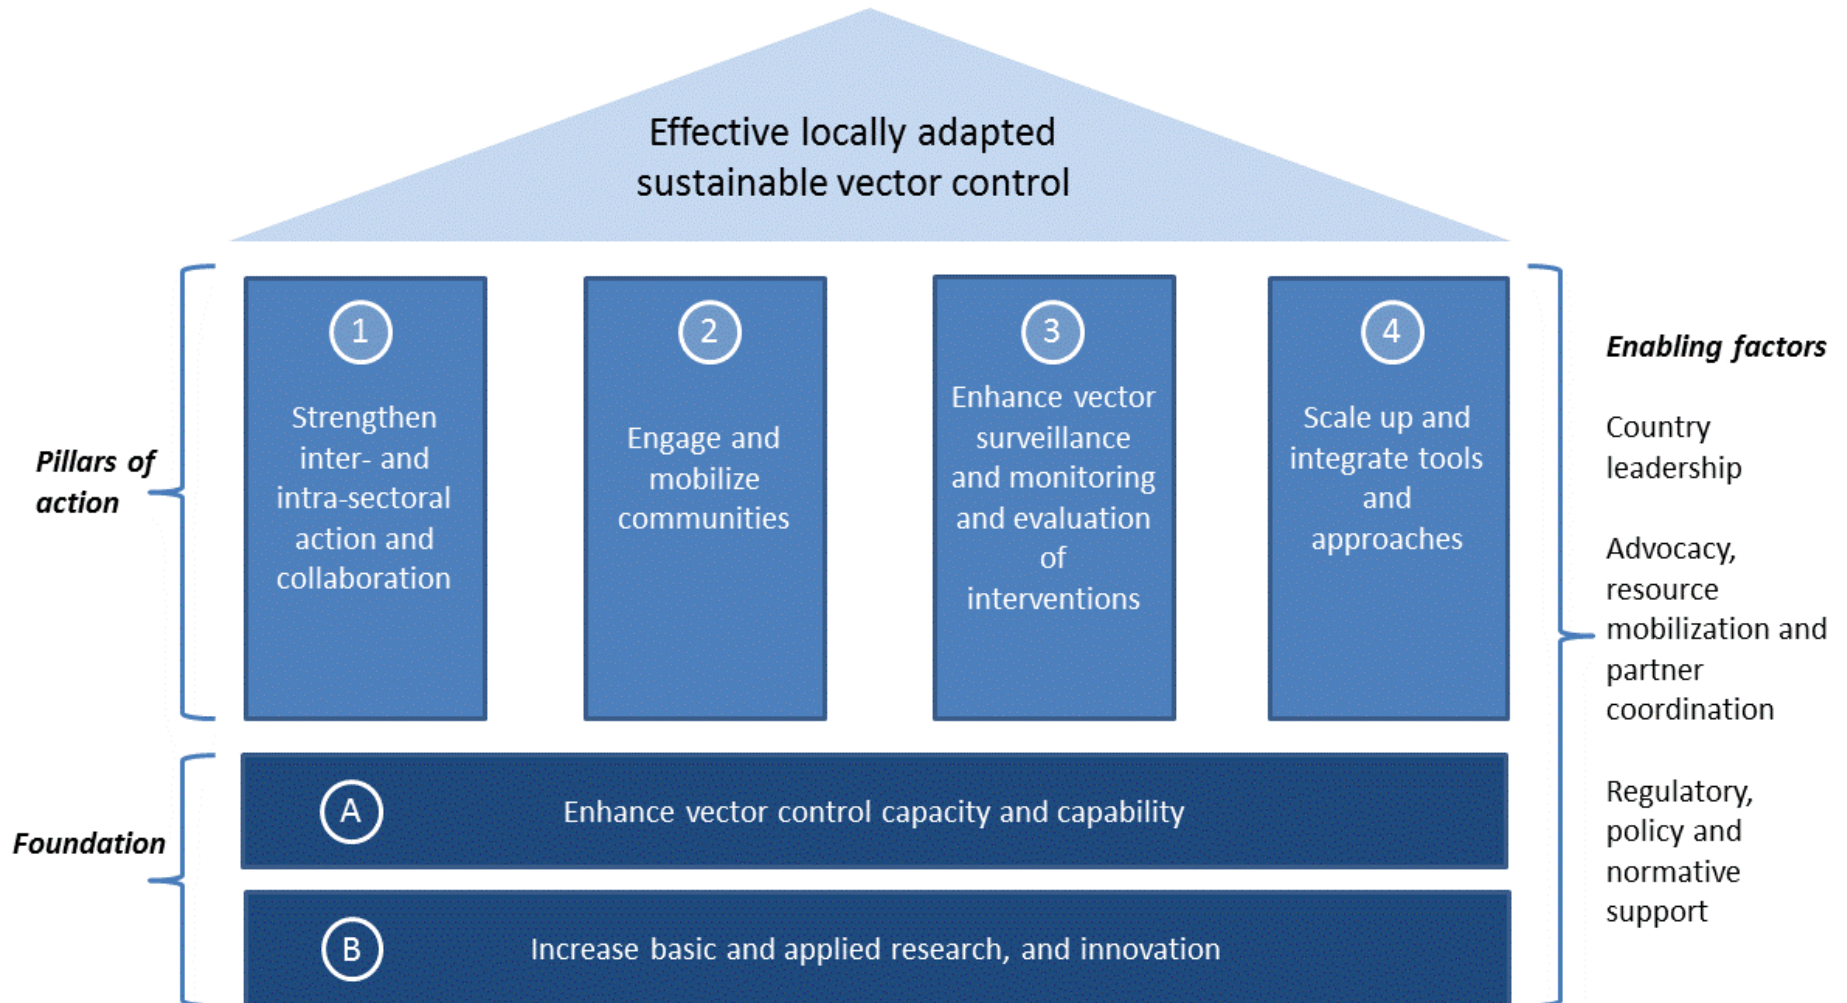 Effective locally adapted
sustainable vector control
Pillars of
action
1
Strengthen
inter- and
intra-sectoral
action and
collaboration
2
Engage and
mobilize
communities
3
Enhance vector
surveillance
and monitoring
and evaluation
of
interventions
4
Scale up and
integrate tools
and
approaches
Foundation
A
Enhance vector control capacity and capability
B
Increase basic and applied research, and innovation
Enabling factors
Country
leadership
Advocacy,
resource
mobilization and
partner
coordination
Regulatory,
policy and
normative
support